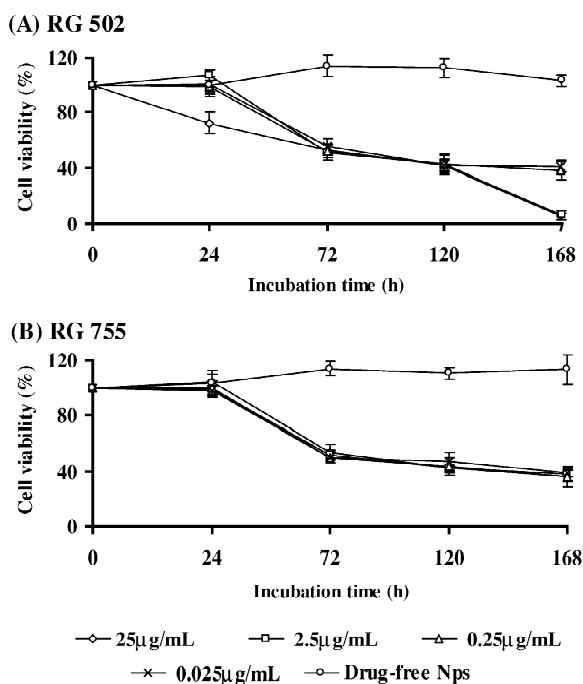 (A) RG 502
120
80
40
0
Cell viability (%)
0 24 72 120 168
Incubation time (h)
(B) RG 755
120
80
40
0
Cell viability (%)
0 24 72 120 168
Incubation time (h)
25µg/mL 2.5µg/mL 0.25µg/mL
0.025µg/mL Drug-free Nps